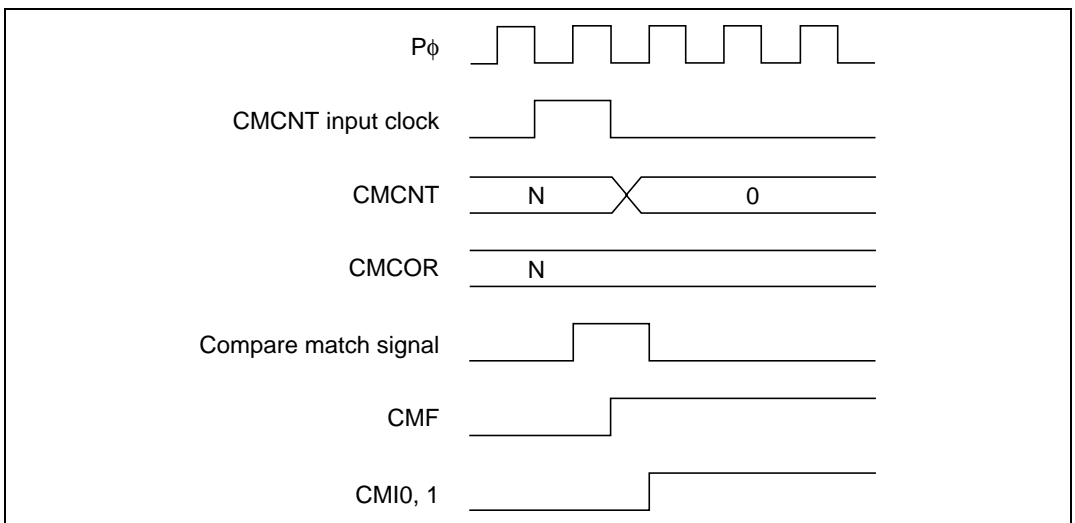 Pϕ
CMCNT input clock
CMCNT N 0
CMCOR N
Compare match signal
CMF
CMI0, 1